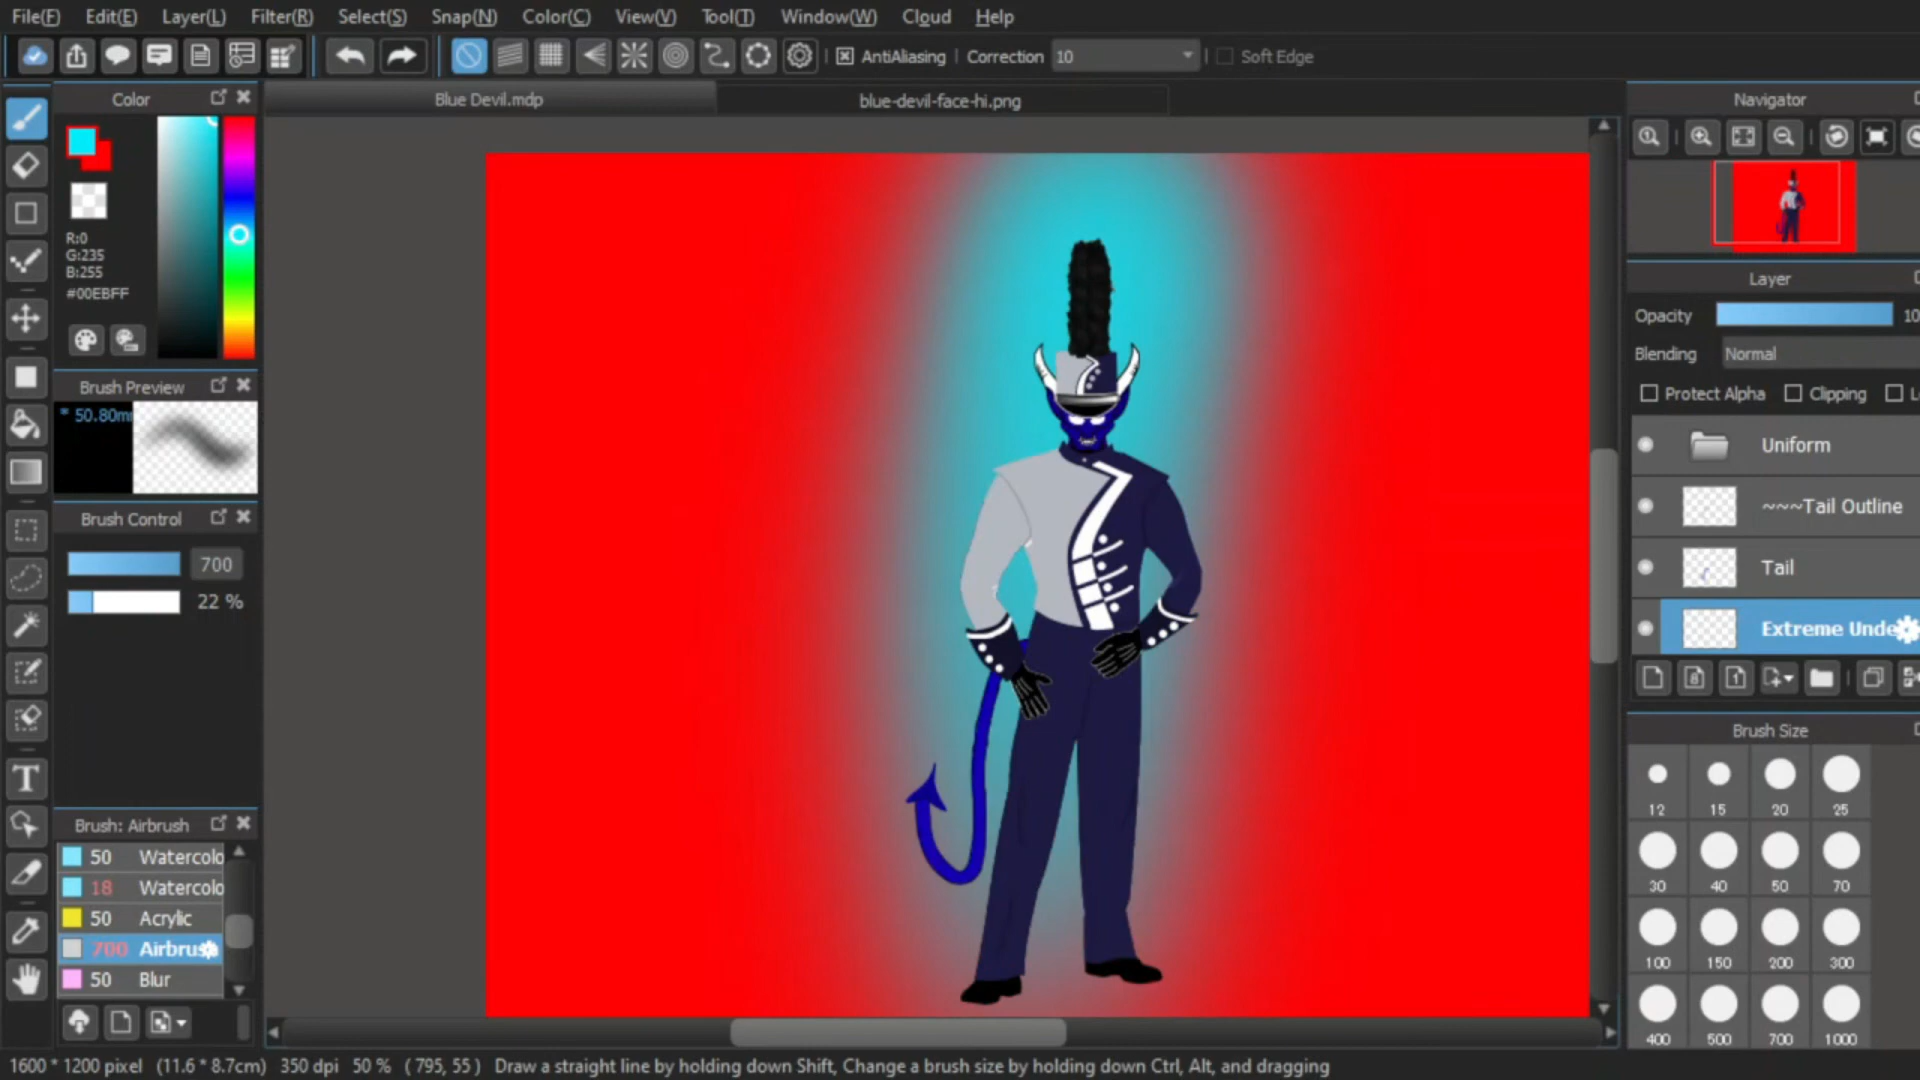 File(F) Edit(E) Layer(L) Filter(R) Select(S) Snap(N) Color(C) View(V) Tool(T) Window(W) Cloud Help
AntiAliasing Correction 10 Soft Edge
Color
Blue Devil.mdp
blue-devil-face-hi.png
Navigator
R:0
G:235
B:255
#00EBFF
Layer
Opacity 10
Blending Normal
Protect Alpha Clipping L
Uniform
~~~Tail Outline
Tail
Extreme Unde
Brush Preview
* 50.80m
Brush Control
700
22 %
Brush Size
12 15 20 25
30 40 50 70
100 150 200 300
400 500 700 1000
T
Brush: Airbrush
50 Watercolo
18 Watercolo
50 Acrylic
700 Airbrus
50 Blur
1600 * 1200 pixel (11.6 * 8.7cm) 350 dpi 50 % ( 795, 55 ) Draw a straight line by holding down Shift, Change a brush size by holding down Ctrl, Alt, and dragging